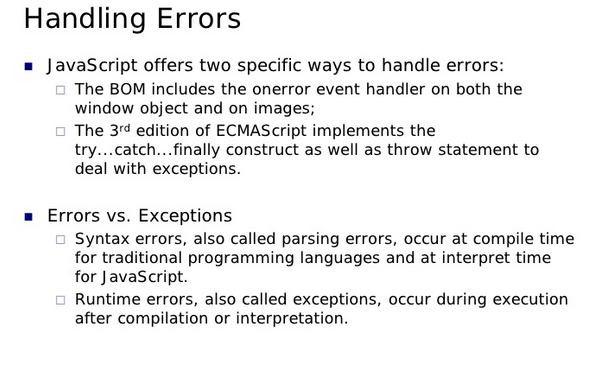 Handling Errors
JavaScript offers two specific ways to handle errors:
The BOM includes the onerror event handler on both the
window object and on images;
The 3rd edition of ECMAScript implements the
try...catch...finally construct as well as throw statement to
deal with exceptions.
Errors vs. Exceptions
Syntax errors, also called parsing errors, occur at compile time
for traditional programming languages and at interpret time
for JavaScript.
Runtime errors, also called exceptions, occur during execution
after compilation or interpretation.